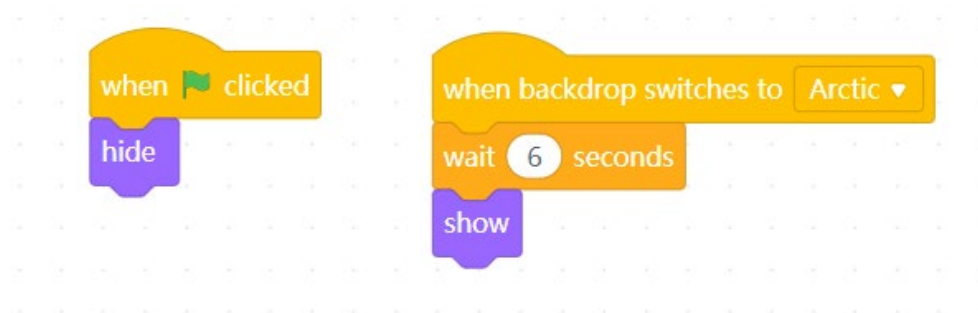 when clicked
hide
when backdrop switches to Arctic
wait 6 seconds
show